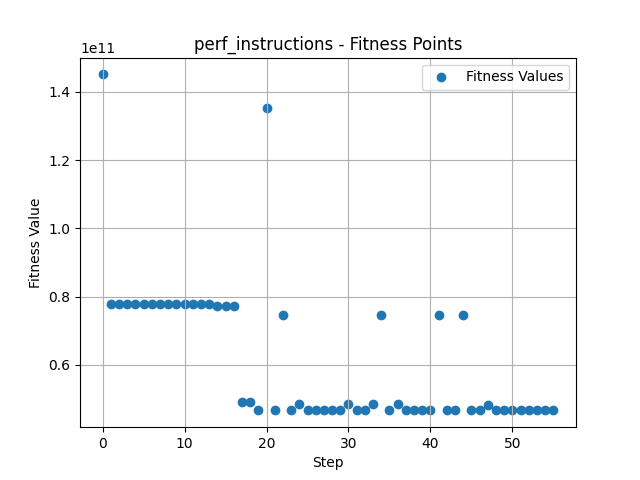 perf_instructions - Fitness Points
1e11
Fitness Values
1.4
1.2
1.0
0.8
0.6
Fitness Value
0 10 20 30 40 50
Step